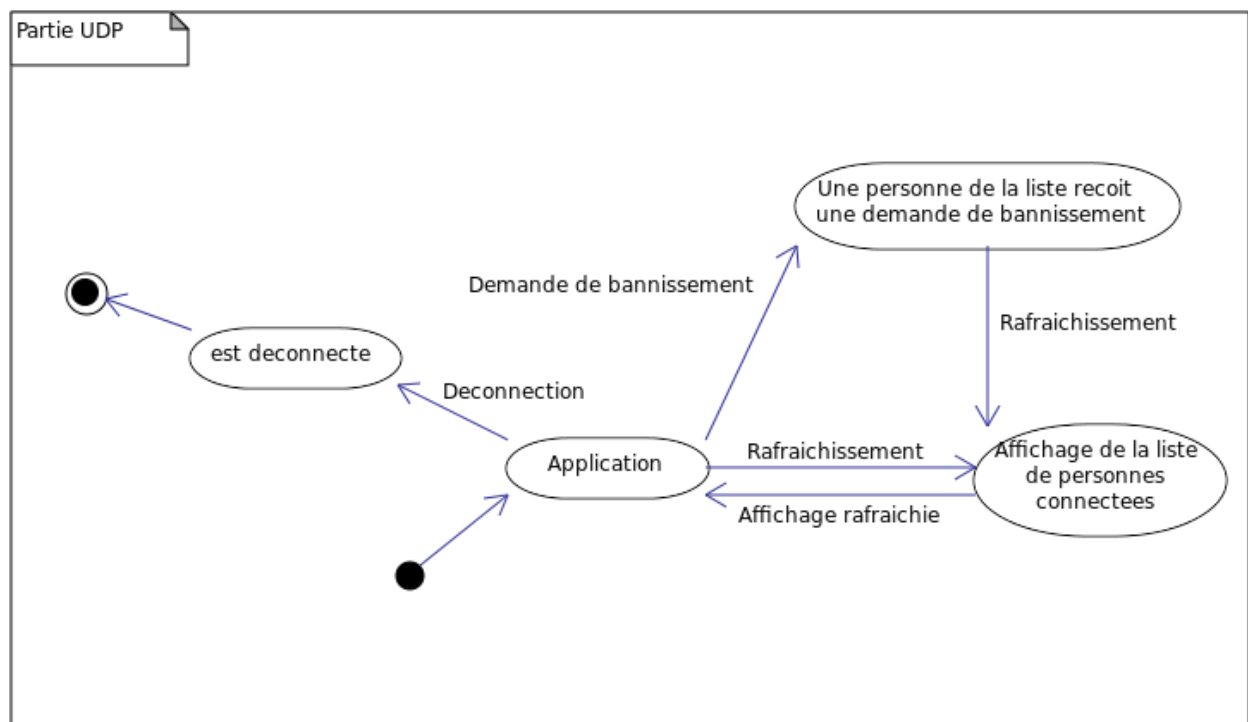 Partie UDP
Une personne de la liste recoit
une demande de bannissement
Demande de bannissement
Rafraichissement
est deconnecte
Deconnection
Application
Rafraichissement
Affichage de la liste
de personnes
connectees
Affichage rafraichie